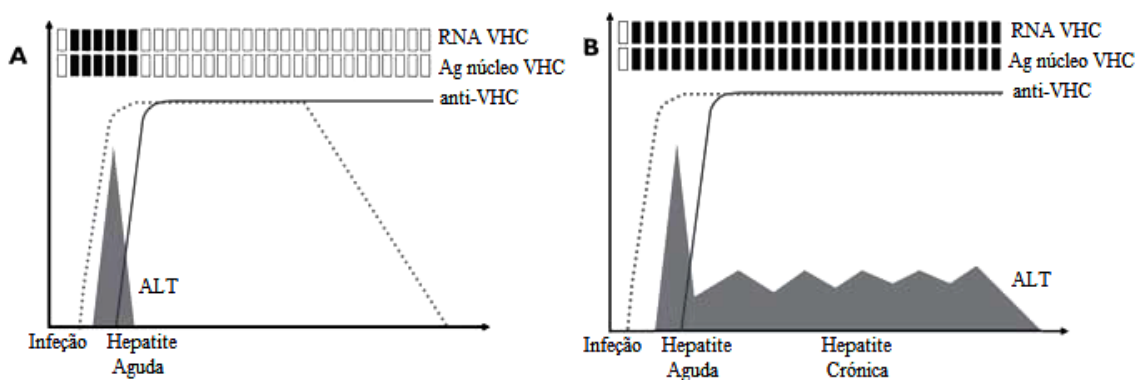 A
RNA VHC
Ag núcleo VHC
anti-VHC
ALT
Infeção
Hepatite
Aguda
B
RNA VHC
Ag núcleo VHC
anti-VHC
ALT
Infeção
Hepatite
Aguda
Hepatite
Crónica